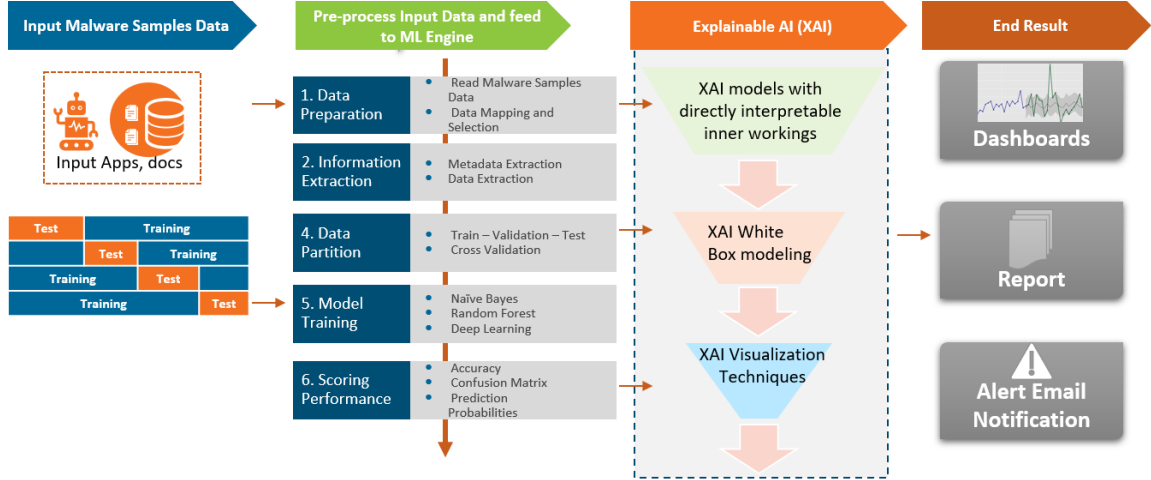 Input Malware Samples Data
Pre-process Input Data and feed
to ML Engine
Explainable AI (XAI)
End Result
Input Apps, docs
Test
Training
Test
Training
Training
Test
Training
Test
1. Data
Preparation
Read Malware Samples
Data
Data Mapping and
Selection
2. Information
Extraction
Metadata Extraction
Data Extraction
4. Data
Partition
Train – Validation – Test
Cross Validation
5. Model
Training
Naïve Bayes
Random Forest
Deep Learning
6. Scoring
Performance
Accuracy
Confusion Matrix
Prediction
Probabilities
XAI models with
directly interpretable
inner workings
XAI White
Box modeling
XAI Visualization
Techniques
Dashboards
Report
Alert Email
Notification